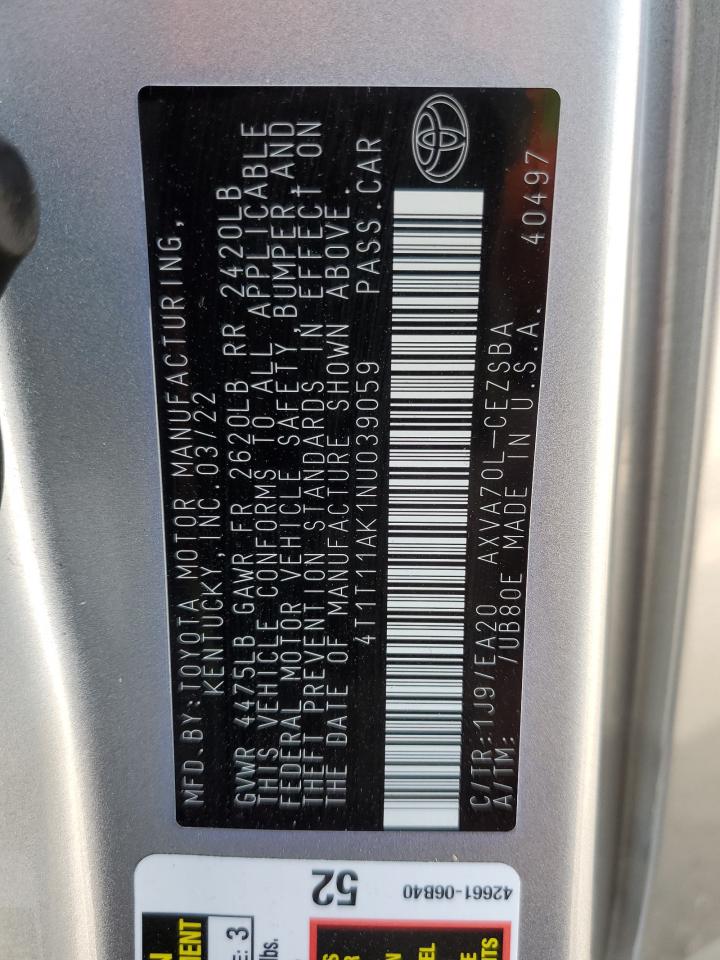 MFD.BY:TOYOTA MOTOR MANUFACTURING,
KENTUCKY, INC. 03/22
GVWR 4475LB GAWR FR 2620LB RR 2420LB
THIS VEHICLE CONFORMS TO ALL APPLICABLE
FEDERAL MOTOR VEHICLE SAFETY, BUMPER, AND
THEFT PREVENTION STANDARDS IN EFFECT ON
THE DATE OF MANUFACTURE SHOWN ABOVE.
4T1T11AK1NU039059 PASS.CAR
C/TR:1J9/EA20 AXVA70L-CEZSBA
A/TM: /UB80E MADE IN U.S.A. 40497
52
42661-06B40
3
lbs.